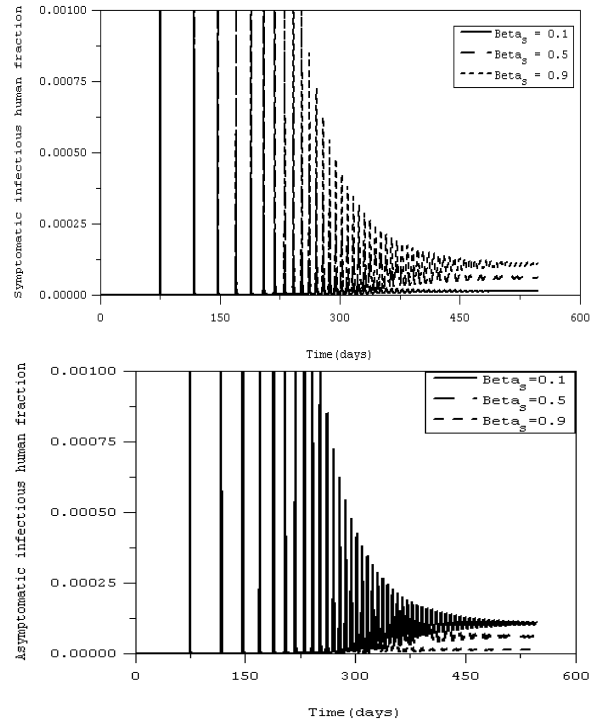 Symptomatic infectious human fraction
0.00100
0.00075
0.00050
0.00025
0.00000
0
150
300
450
600
Time(days)
Beta_s = 0.1
Beta_s = 0.5
Beta_s = 0.9
Asymptomatic infectious human fraction
0.00100
0.00075
0.00050
0.00025
0.00000
0
150
300
450
600
Time(days)
Beta_s=0.1
Beta_s=0.5
Beta_s=0.9